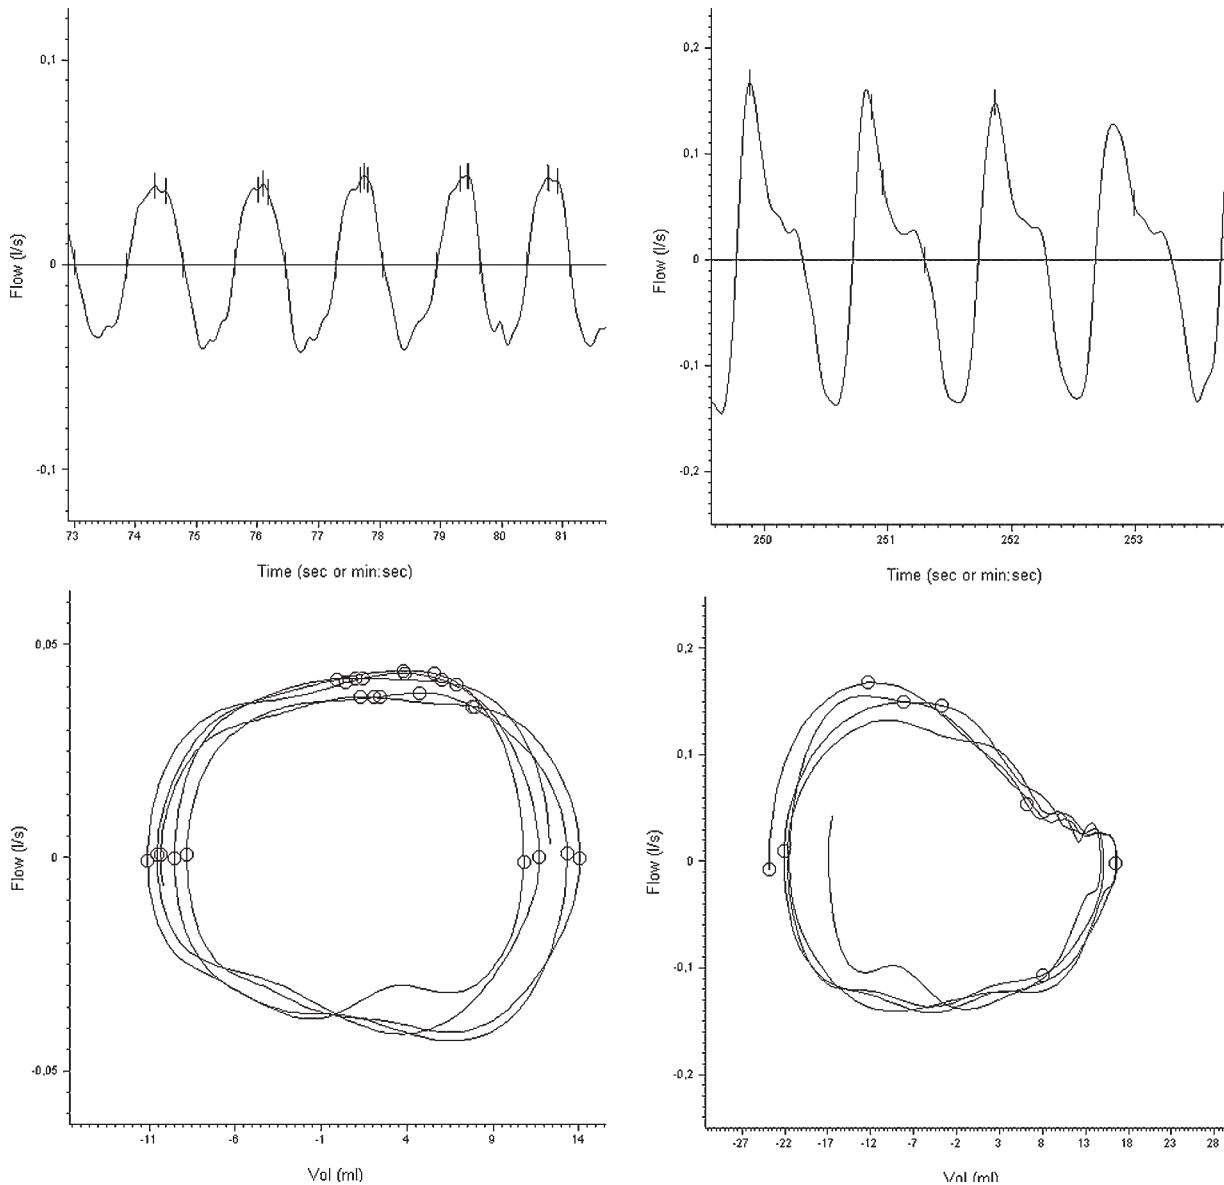 0,1
0
-0,1
Flow (l/s)
73 74 75 76 77 78 79 80 81
Time (sec or min:sec)
0,2
0,1
0
-0,1
-0,2
Flow (l/s)
250 251 252 253
Time (sec or min:sec)
0,05
0
-0,05
Flow (l/s)
-11 -6 -1 4 9 14
Vol (ml)
0,2
0,1
0
-0,1
-0,2
Flow (l/s)
-27 -22 -17 -12 -7 -2 3 8 13 18 23 28
Vol (ml)